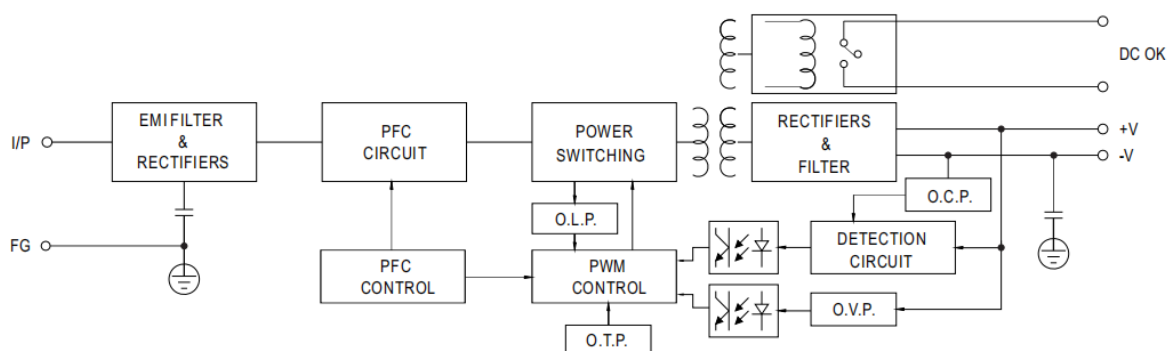 DC OK
I/P
EMI FILTER
&
RECTIFIERS
PFC
CIRCUIT
POWER
SWITCHING
RECTIFIERS
&
FILTER
+V
-V
O.C.P.
O.L.P.
FG
PFC
CONTROL
PWM
CONTROL
DETECTION
CIRCUIT
O.V.P.
O.T.P.